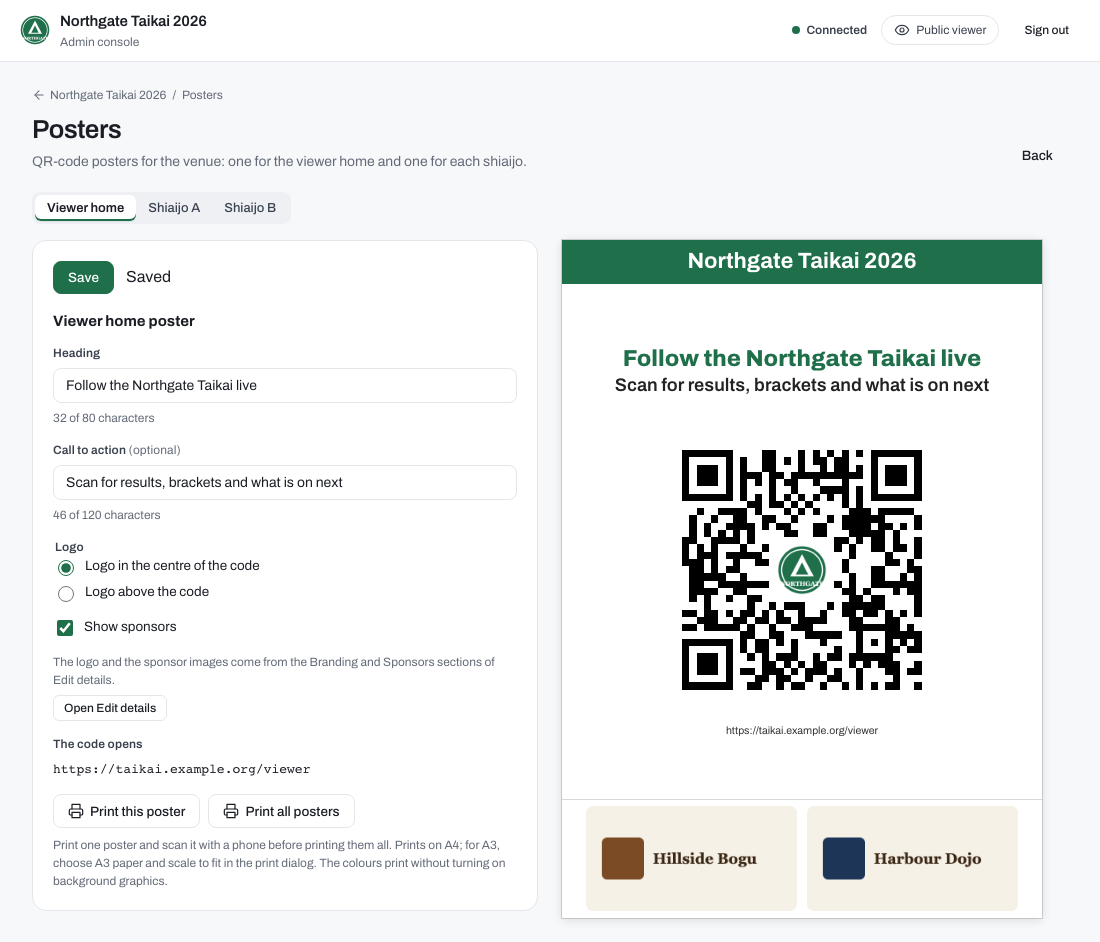 Northgate Taikai 2026
Admin console
Connected
Public viewer
Sign out
Northgate Taikai 2026 / Posters
Posters
QR-code posters for the venue: one for the viewer home and one for each shiaijo.
Back
Viewer home
Shiaijo A
Shiaijo B
Save
Saved
Viewer home poster
Heading
Follow the Northgate Taikai live
32 of 80 characters
Call to action (optional)
Scan for results, brackets and what is on next
46 of 120 characters
Logo
Logo in the centre of the code
Logo above the code
Show sponsors
The logo and the sponsor images come from the Branding and Sponsors sections of
Edit details.
Open Edit details
The code opens
https://taikai.example.org/viewer
Print this poster
Print all posters
Print one poster and scan it with a phone before printing them all. Prints on A4; for A3,
choose A3 paper and scale to fit in the print dialog. The colours print without turning on
background graphics.
Northgate Taikai 2026
Follow the Northgate Taikai live
Scan for results, brackets and what is on next
https://taikai.example.org/viewer
Hillside Bogu
Harbour Dojo